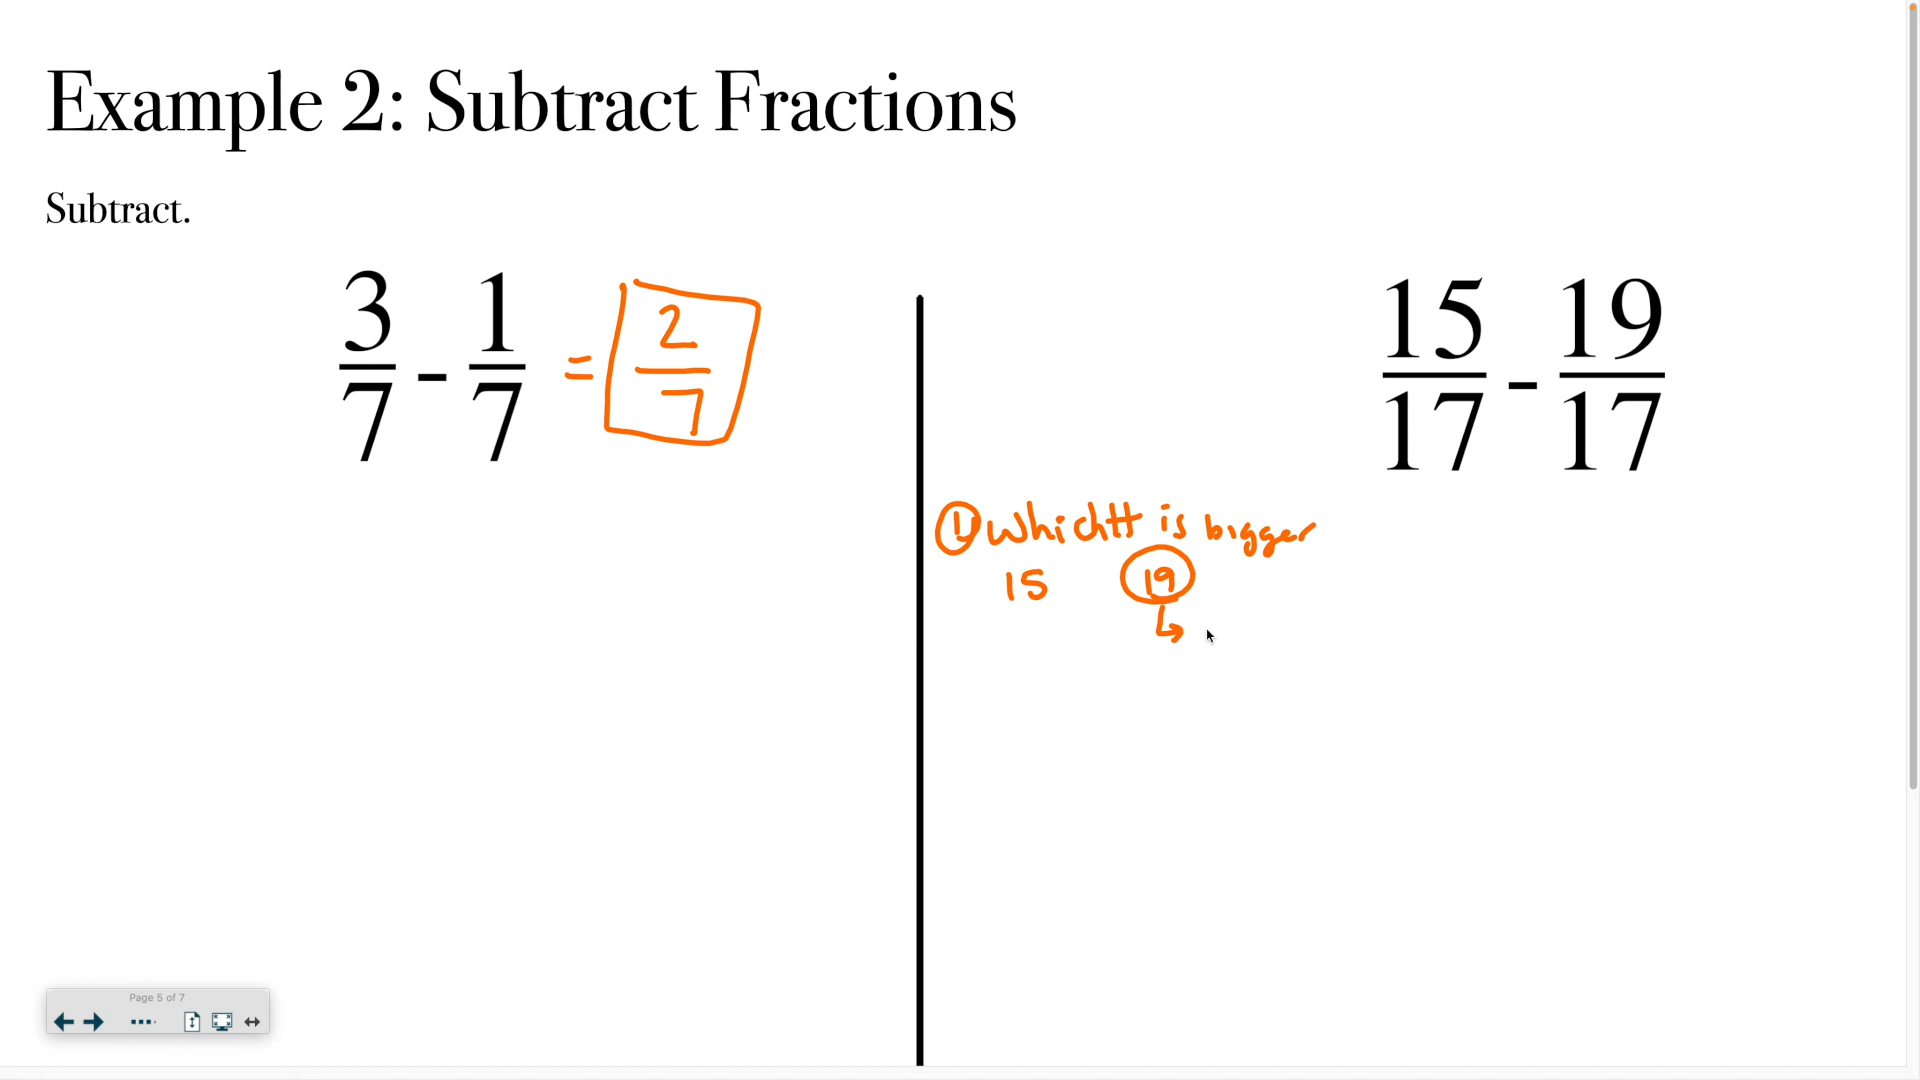 Example 2: Subtract Fractions
Subtract.
3/7 - 1/7 = 2/7
15/17 - 19/17
① Which # is bigger
15 19
↳
Page 5 of 7